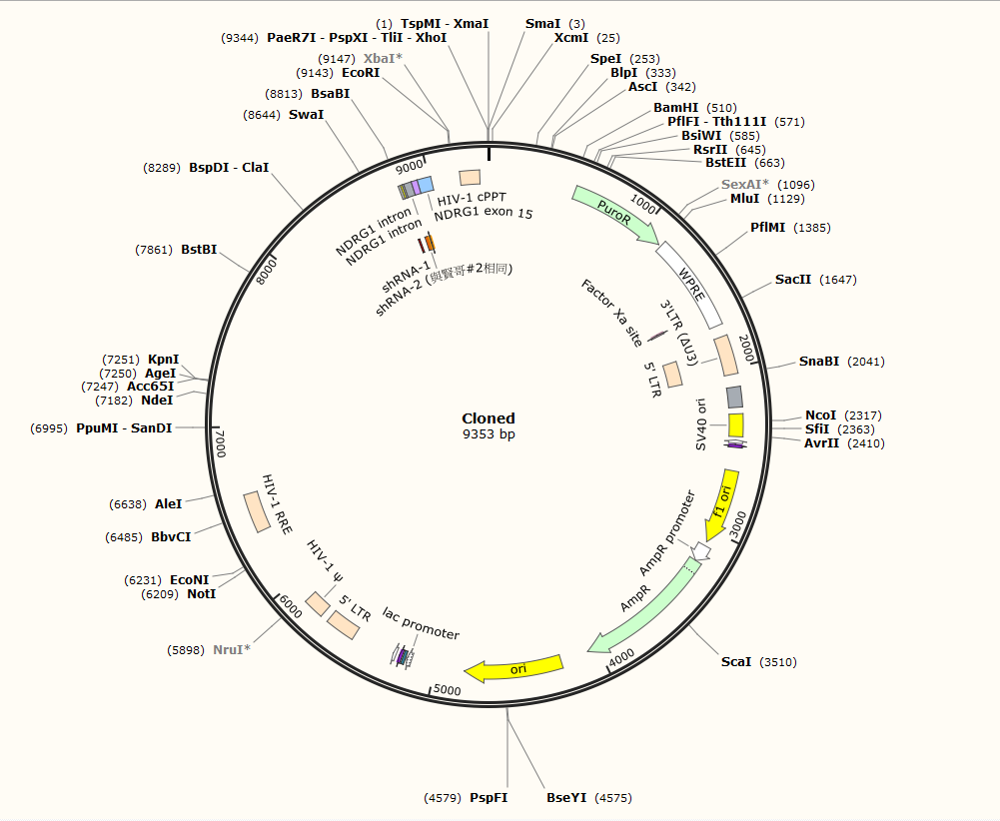 (1) TspMI - XmaI
SmaI (3)
(9344) PaeR7I - PspXI - TliI - XhoI
XcmI (25)
(9147) XbaI*
SpeI (253)
(9143) EcoRI
BlpI (333)
(8813) BsaBI
AscI (342)
(8644) SwaI
BamHI (510)
PflFI - Tth111I (571)
BsiWI (585)
RsrII (645)
BstEII (663)
(8289) BspDI - ClaI
SexAI* (1096)
MluI (1129)
PflMI (1385)
(7861) BstBI
SacII (1647)
(7251) KpnI
(7250) AgeI
(7247) Acc65I
(7182) NdeI
SnaBI (2041)
(6995) PpuMI - SanDI
NcoI (2317)
SfiI (2363)
AvrII (2410)
(6638) AleI
(6485) BbvCI
(6231) EcoNI
(6209) NotI
(5898) NruI*
ScaI (3510)
(4579) PspFI
BseYI (4575)
9000
1000
2000
3000
4000
5000
6000
7000
8000
HIV-1 cPPT
NDRG1 exon 15
NDRG1 intron
NDRG1 intron
shRNA-1
shRNA-2 (與賢哥#2相同)
PuroR
WPRE
Factor Xa site
3'LTR (ΔU3)
5' LTR
SV40 ori
Cloned
9353 bp
f1 ori
AmpR promoter
AmpR
ori
lac promoter
5' LTR
HIV-1 ψ
HIV-1 RRE